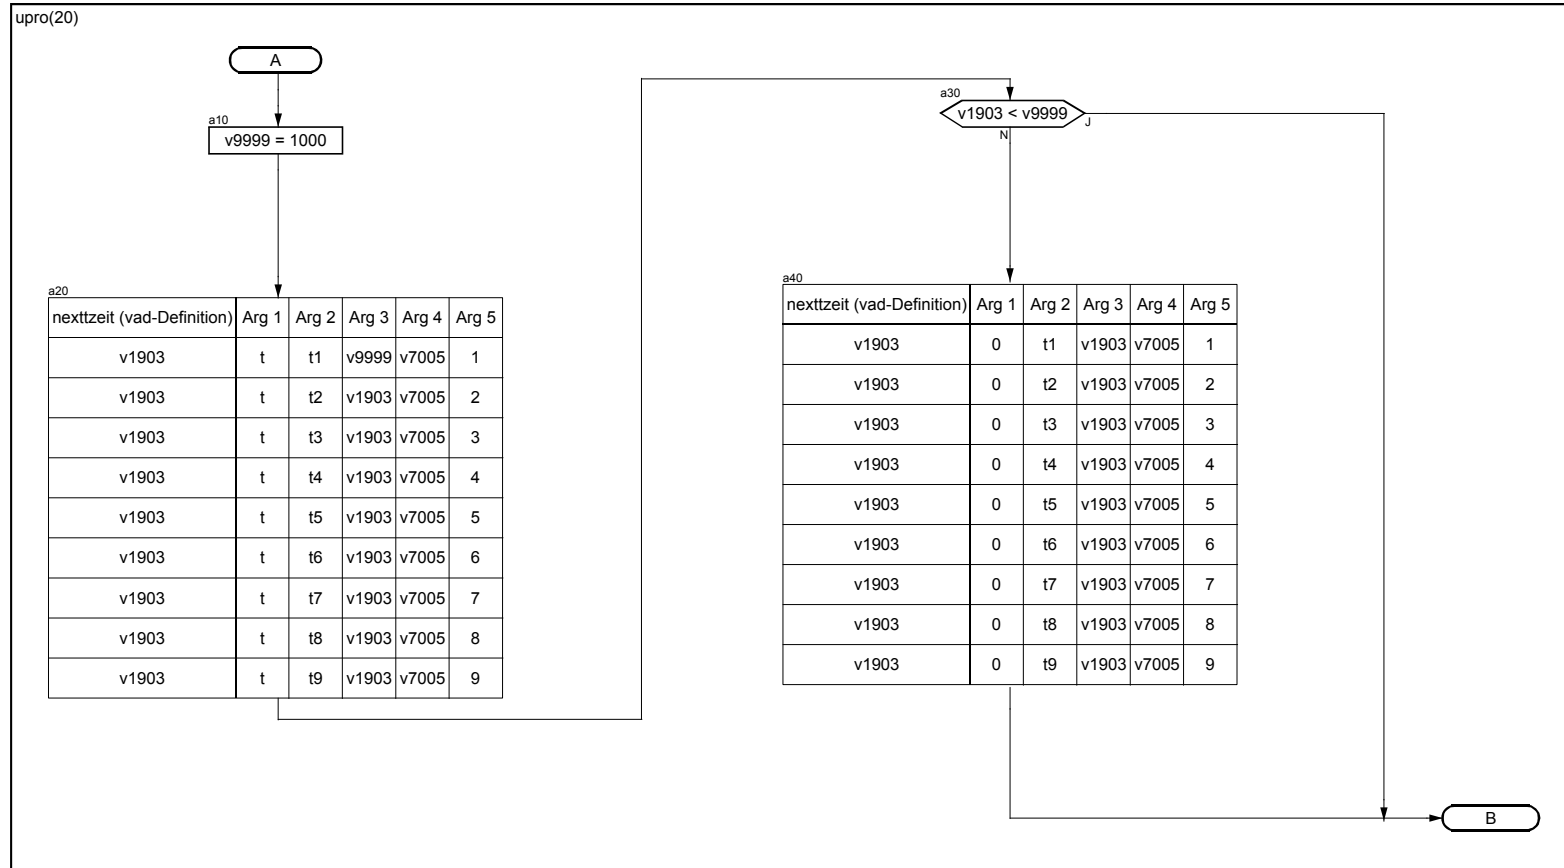 upro(20)
A
a10
v9999 = 1000
a20
nexttzeit (vad-Definition) Arg 1 Arg 2 Arg 3 Arg 4 Arg 5
v1903 t t1 v9999 v7005 1
v1903 t t2 v1903 v7005 2
v1903 t t3 v1903 v7005 3
v1903 t t4 v1903 v7005 4
v1903 t t5 v1903 v7005 5
v1903 t t6 v1903 v7005 6
v1903 t t7 v1903 v7005 7
v1903 t t8 v1903 v7005 8
v1903 t t9 v1903 v7005 9
a30
v1903 < v9999
J
N
a40
nexttzeit (vad-Definition) Arg 1 Arg 2 Arg 3 Arg 4 Arg 5
v1903 0 t1 v1903 v7005 1
v1903 0 t2 v1903 v7005 2
v1903 0 t3 v1903 v7005 3
v1903 0 t4 v1903 v7005 4
v1903 0 t5 v1903 v7005 5
v1903 0 t6 v1903 v7005 6
v1903 0 t7 v1903 v7005 7
v1903 0 t8 v1903 v7005 8
v1903 0 t9 v1903 v7005 9
B